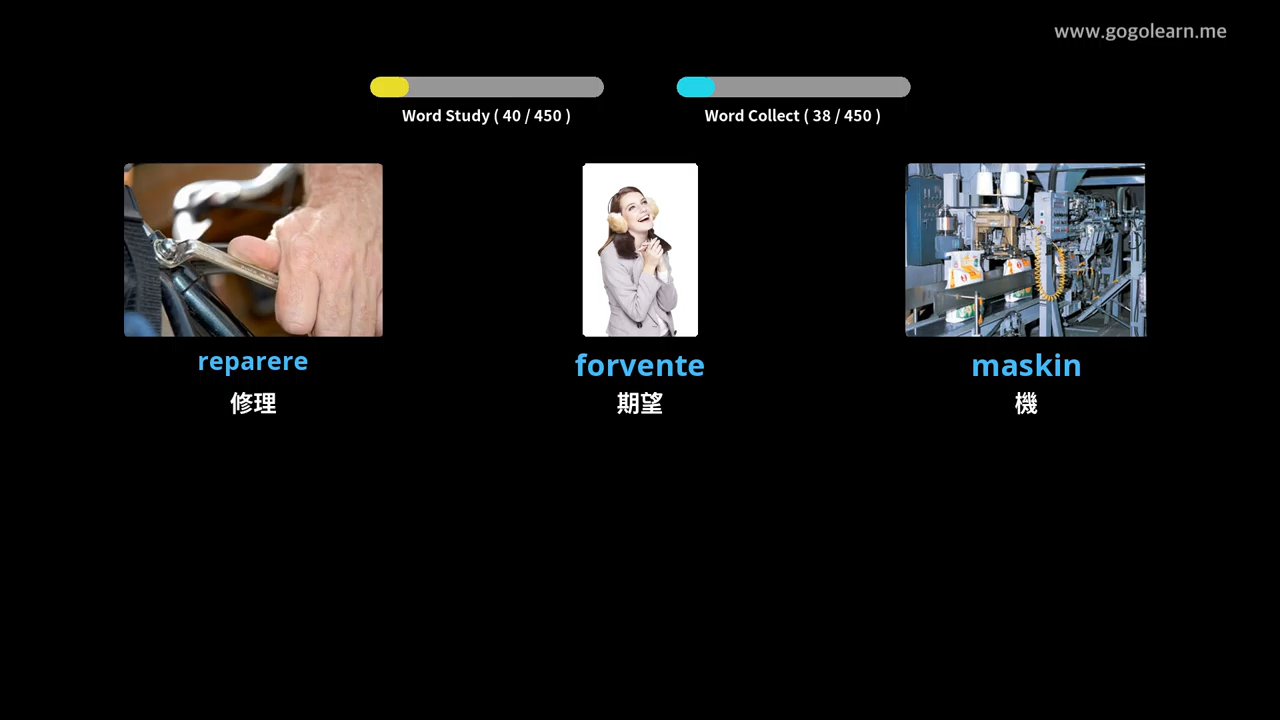 www.gogolearn.me
Word Study ( 40 / 450 )
Word Collect ( 38 / 450 )
reparere
forvente
maskin
修理
期望
機